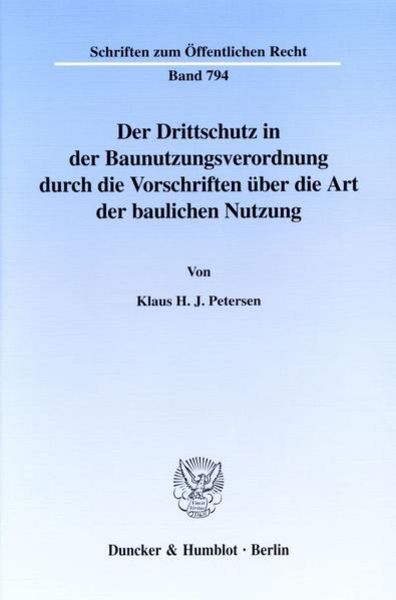 Schriften zum Öffentlichen Recht
Band 794
Der Drittschutz in
der Baunutzungsverordnung
durch die Vorschriften über die Art
der baulichen Nutzung
Von
Klaus H. J. Petersen
Duncker & Humblot · Berlin